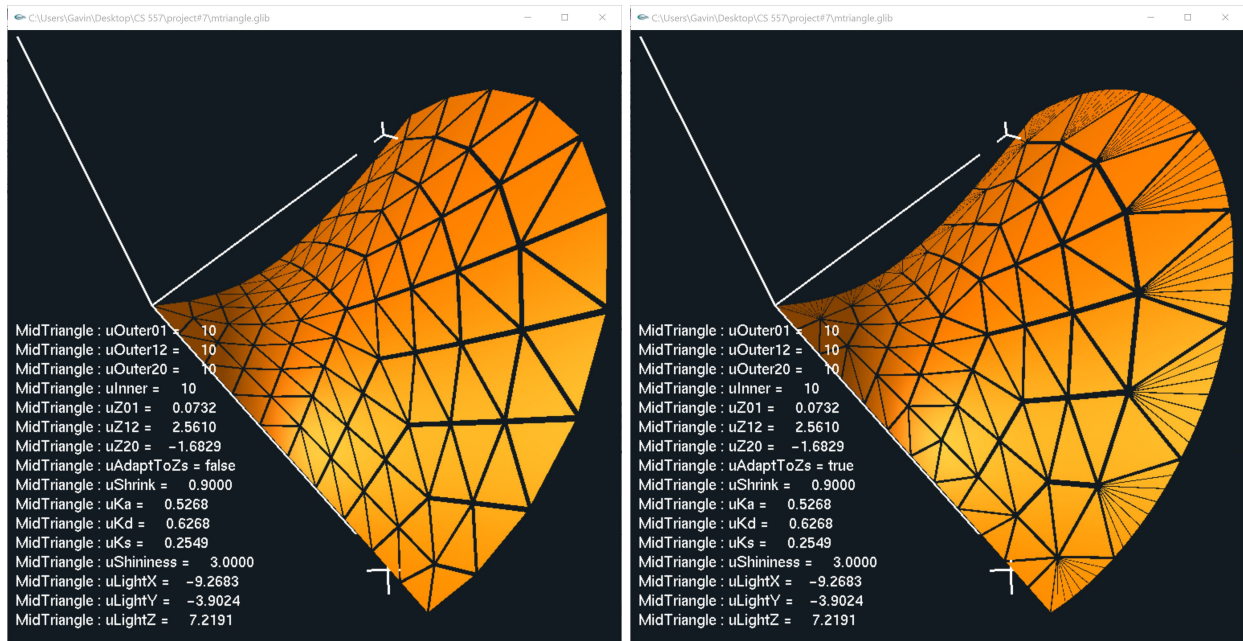 C:\Users\Gavin\Desktop\CS 557\project#7\mtriangle.glib
MidTriangle : uOuter01 = 10
MidTriangle : uOuter12 = 10
MidTriangle : uOuter20 = 10
MidTriangle : uInner = 10
MidTriangle : uZ01 = 0.0732
MidTriangle : uZ12 = 2.5610
MidTriangle : uZ20 = −1.6829
MidTriangle : uAdaptToZs = false
MidTriangle : uShrink = 0.9000
MidTriangle : uKa = 0.5268
MidTriangle : uKd = 0.6268
MidTriangle : uKs = 0.2549
MidTriangle : uShininess = 3.0000
MidTriangle : uLightX = −9.2683
MidTriangle : uLightY = −3.9024
MidTriangle : uLightZ = 7.2191
C:\Users\Gavin\Desktop\CS 557\project#7\mtriangle.glib
MidTriangle : uOuter01 = 10
MidTriangle : uOuter12 = 10
MidTriangle : uOuter20 = 10
MidTriangle : uInner = 10
MidTriangle : uZ01 = 0.0732
MidTriangle : uZ12 = 2.5610
MidTriangle : uZ20 = −1.6829
MidTriangle : uAdaptToZs = true
MidTriangle : uShrink = 0.9000
MidTriangle : uKa = 0.5268
MidTriangle : uKd = 0.6268
MidTriangle : uKs = 0.2549
MidTriangle : uShininess = 3.0000
MidTriangle : uLightX = −9.2683
MidTriangle : uLightY = −3.9024
MidTriangle : uLightZ = 7.2191